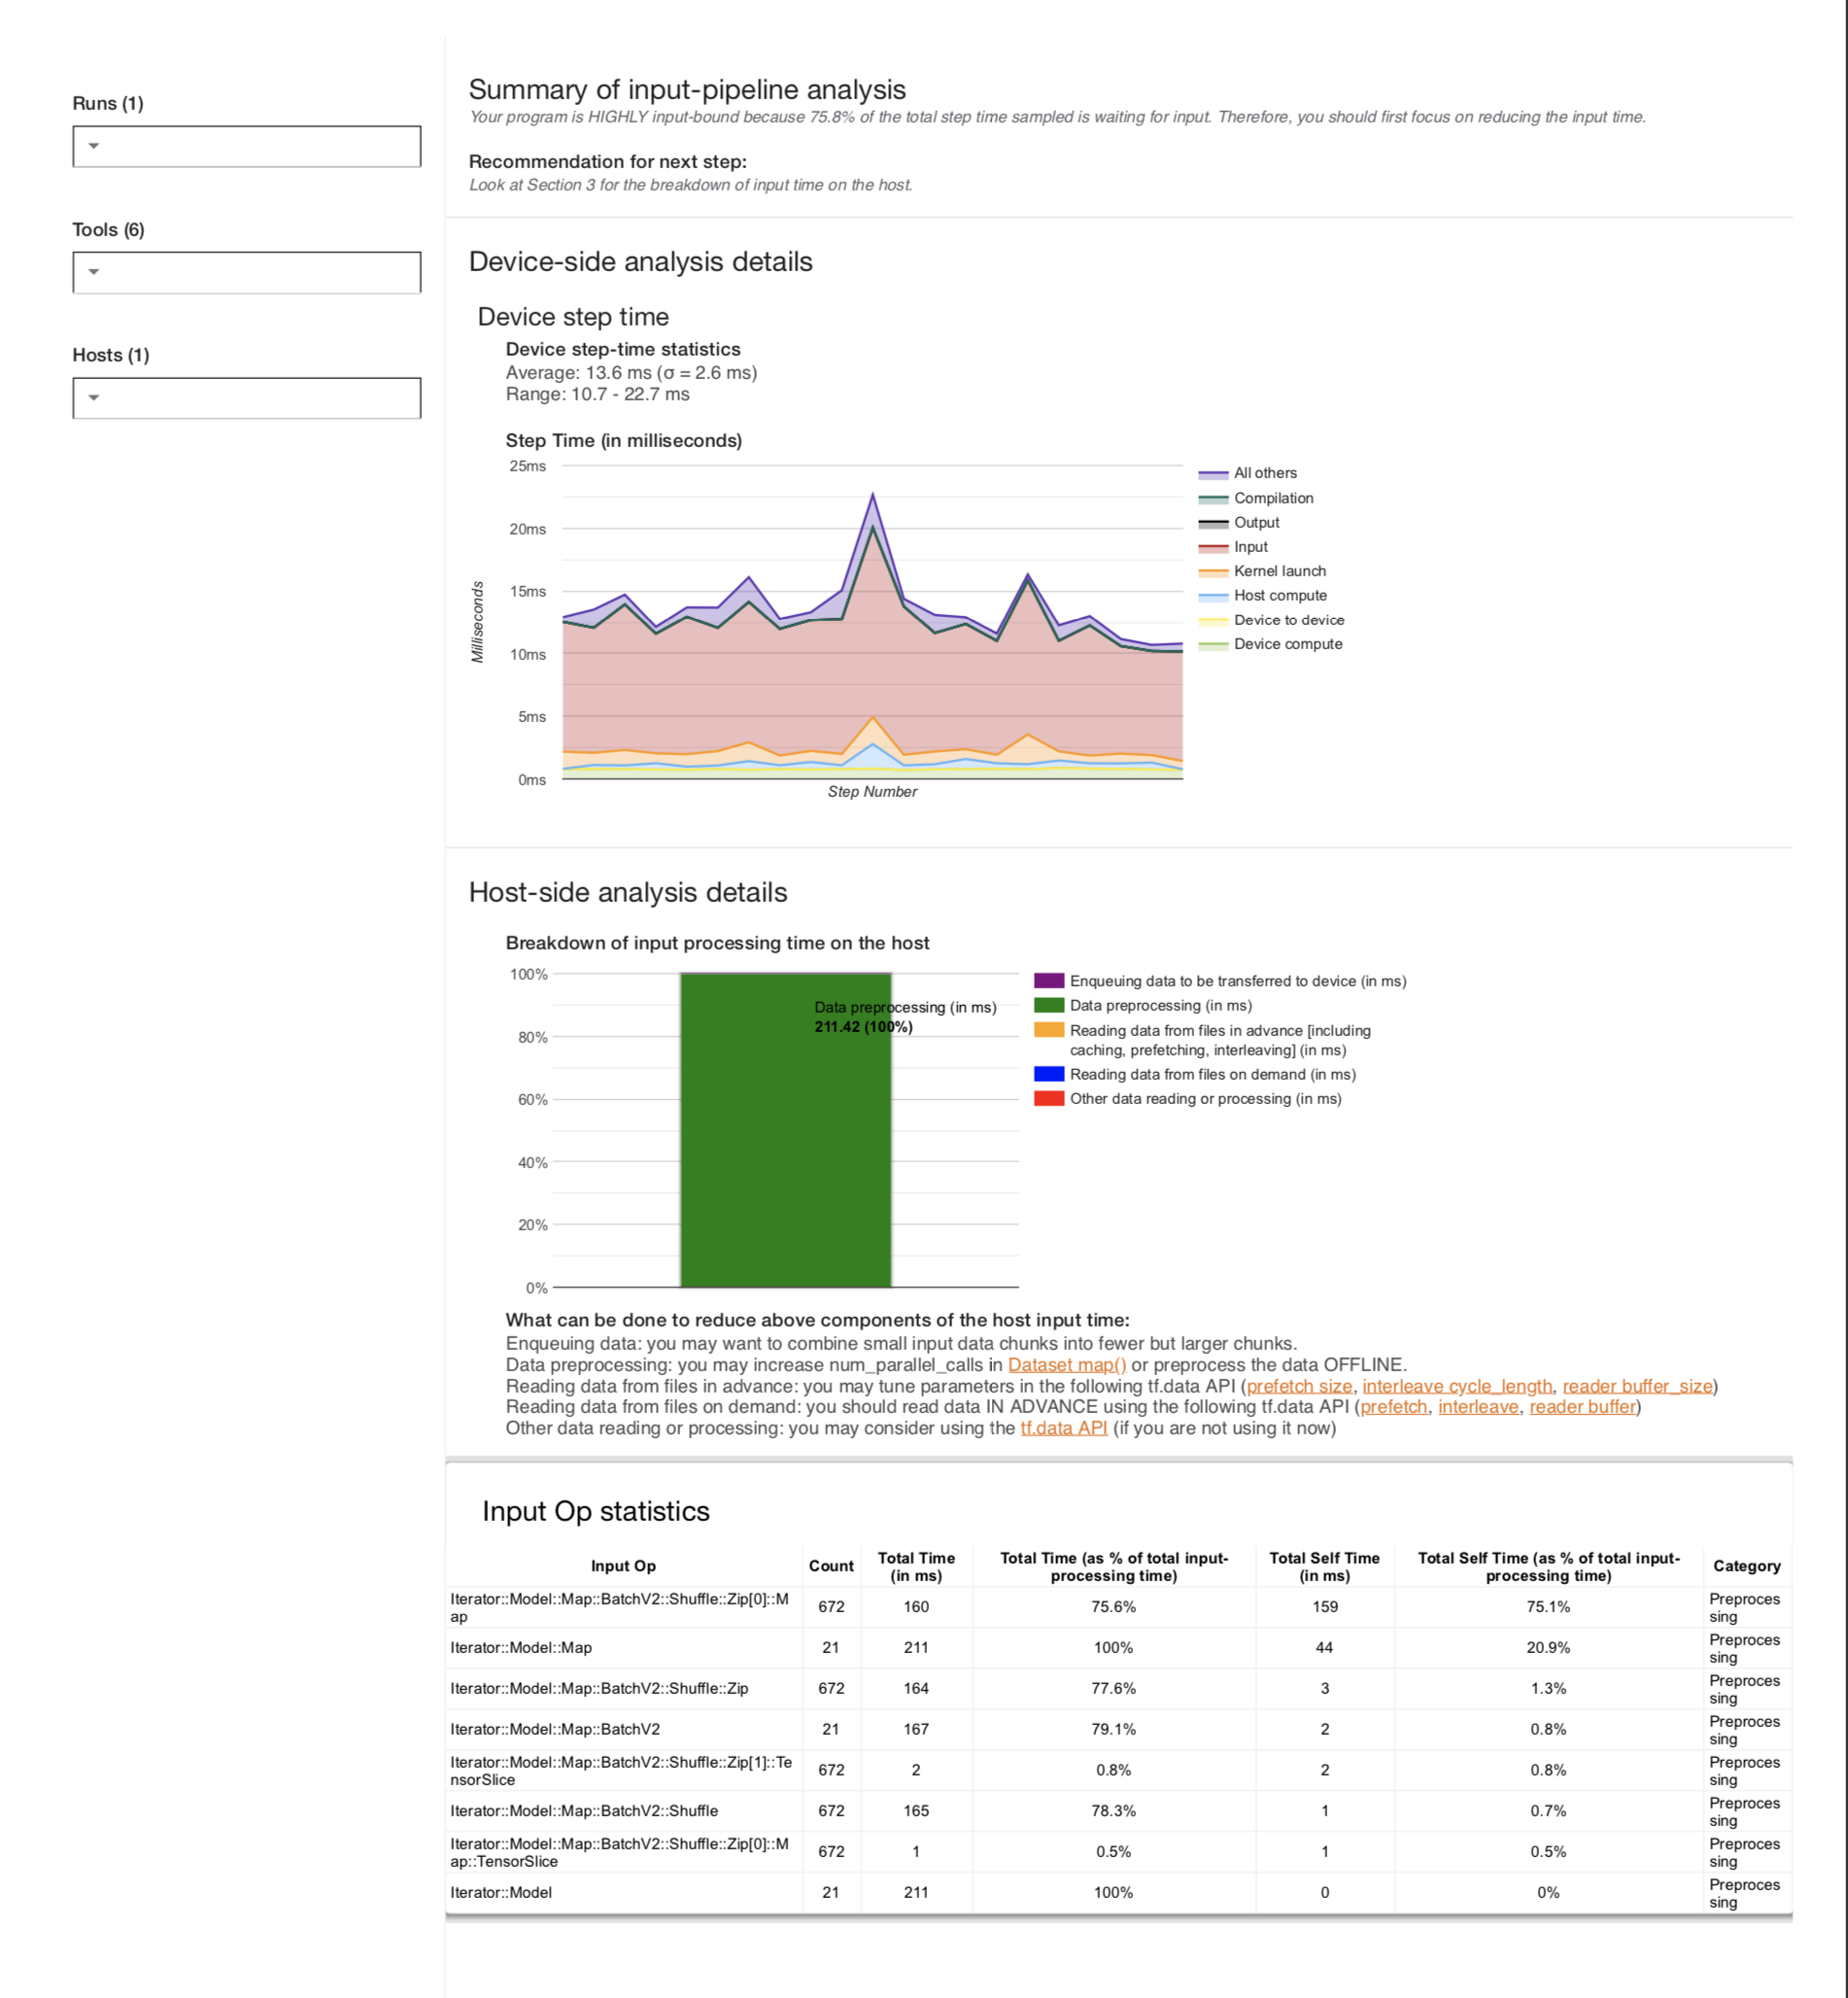 Runs (1)
Tools (6)
Hosts (1)
Summary of input-pipeline analysis
Your program is HIGHLY input-bound because 75.8% of the total step time sampled is waiting for input. Therefore, you should first focus on reducing the input time.
Recommendation for next step:
Look at Section 3 for the breakdown of input time on the host.
Device-side analysis details
Device step time
Device step-time statistics
Average: 13.6 ms (σ = 2.6 ms)
Range: 10.7 - 22.7 ms
Step Time (in milliseconds)
25ms
20ms
15ms
10ms
5ms
0ms
Milliseconds
Step Number
All others
Compilation
Output
Input
Kernel launch
Host compute
Device to device
Device compute
Host-side analysis details
Breakdown of input processing time on the host
100%
80%
60%
40%
20%
0%
Data preprocessing (in ms)
211.42 (100%)
Enqueuing data to be transferred to device (in ms)
Data preprocessing (in ms)
Reading data from files in advance [including
caching, prefetching, interleaving] (in ms)
Reading data from files on demand (in ms)
Other data reading or processing (in ms)
What can be done to reduce above components of the host input time:
Enqueuing data: you may want to combine small input data chunks into fewer but larger chunks.
Data preprocessing: you may increase num_parallel_calls in Dataset map() or preprocess the data OFFLINE.
Reading data from files in advance: you may tune parameters in the following tf.data API (prefetch size, interleave cycle_length, reader buffer_size)
Reading data from files on demand: you should read data IN ADVANCE using the following tf.data API (prefetch, interleave, reader buffer)
Other data reading or processing: you may consider using the tf.data API (if you are not using it now)
Input Op statistics
Input Op Count Total Time (in ms) Total Time (as % of total input-processing time) Total Self Time (in ms) Total Self Time (as % of total input-processing time) Category
Iterator::Model::Map::BatchV2::Shuffle::Zip[0]::Map 672 160 75.6% 159 75.1% Preprocessing
Iterator::Model::Map 21 211 100% 44 20.9% Preprocessing
Iterator::Model::Map::BatchV2::Shuffle::Zip 672 164 77.6% 3 1.3% Preprocessing
Iterator::Model::Map::BatchV2 21 167 79.1% 2 0.8% Preprocessing
Iterator::Model::Map::BatchV2::Shuffle::Zip[1]::TensorSlice 672 2 0.8% 2 0.8% Preprocessing
Iterator::Model::Map::BatchV2::Shuffle 672 165 78.3% 1 0.7% Preprocessing
Iterator::Model::Map::BatchV2::Shuffle::Zip[0]::Map::TensorSlice 672 1 0.5% 1 0.5% Preprocessing
Iterator::Model 21 211 100% 0 0% Preprocessing